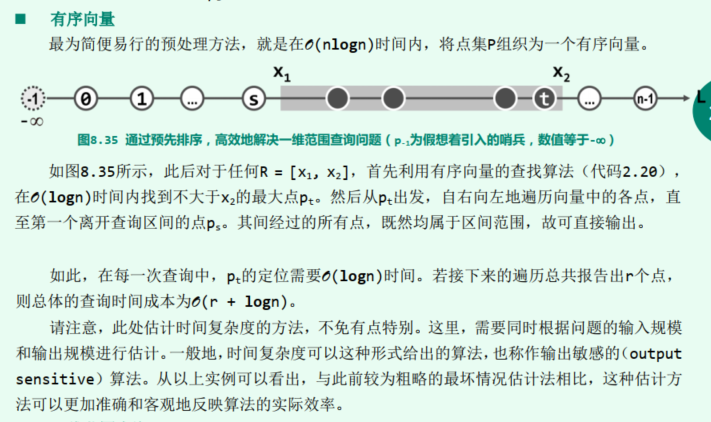 ■ 有序向量
最为简便易行的预处理方法，就是在O(nlogn)时间内，将点集P组织为一个有序向量。
x₁ x₂
-1 0 1 … s t … n-1 L
-∞
图8.35 通过预先排序，高效地解决一维范围查询问题（p₋₁为假想着引入的哨兵，数值等于-∞）
如图8.35所示，此后对于任何R = [x₁, x₂]，首先利用有序向量的查找算法（代码2.20），
在O(logn)时间内找到不大于x₂的最大点pₜ。然后从pₜ出发，自右向左地遍历向量中的各点，直
至第一个离开查询区间的点pₛ。其间经过的所有点，既然均属于区间范围，故可直接输出。
如此，在每一次查询中，pₜ的定位需要O(logn)时间。若接下来的遍历总共报告出r个点，
则总体的查询时间成本为O(r + logn)。
请注意，此处估计时间复杂度的方法，不免有点特别。这里，需要同时根据问题的输入规模
和输出规模进行估计。一般地，时间复杂度可以这种形式给出的算法，也称作输出敏感的（output
sensitive）算法。从以上实例可以看出，与此前较为粗略的最坏情况估计法相比，这种估计方
法可以更加准确和客观地反映算法的实际效率。